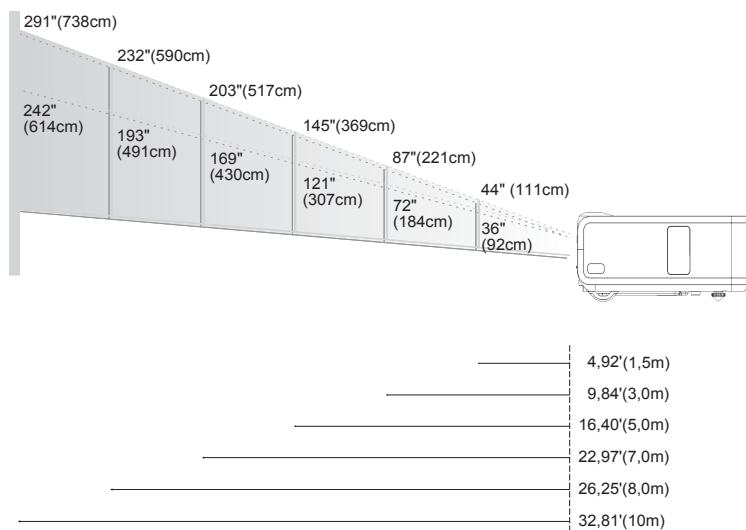 291"(738cm)
232"(590cm)
203"(517cm)
145"(369cm)
87"(221cm)
44" (111cm)
242"
(614cm)
193"
(491cm)
169"
(430cm)
121"
(307cm)
72"
(184cm)
36"
(92cm)
4,92'(1,5m)
9,84'(3,0m)
16,40'(5,0m)
22,97'(7,0m)
26,25'(8,0m)
32,81'(10m)